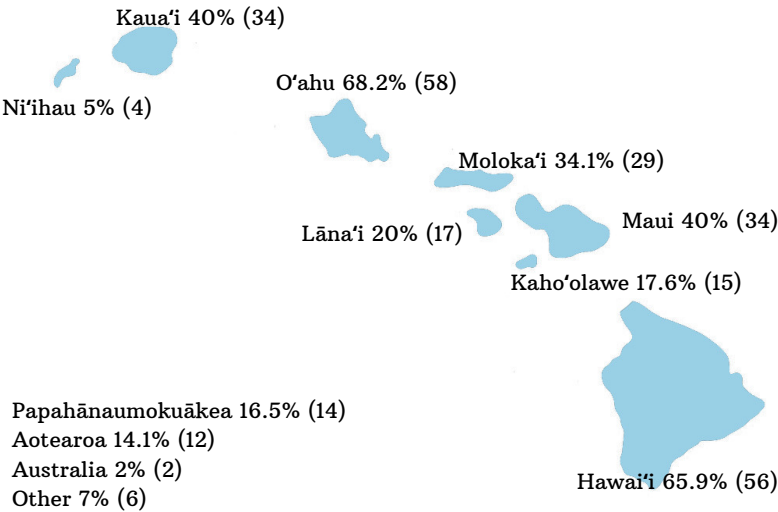 Kauaʻi 40% (34)
Niʻihau 5% (4)
Oʻahu 68.2% (58)
Molokaʻi 34.1% (29)
Lānaʻi 20% (17)
Maui 40% (34)
Kahoʻolawe 17.6% (15)
Papahānaumokuākea 16.5% (14)
Aotearoa 14.1% (12)
Australia 2% (2)
Other 7% (6)
Hawaiʻi 65.9% (56)